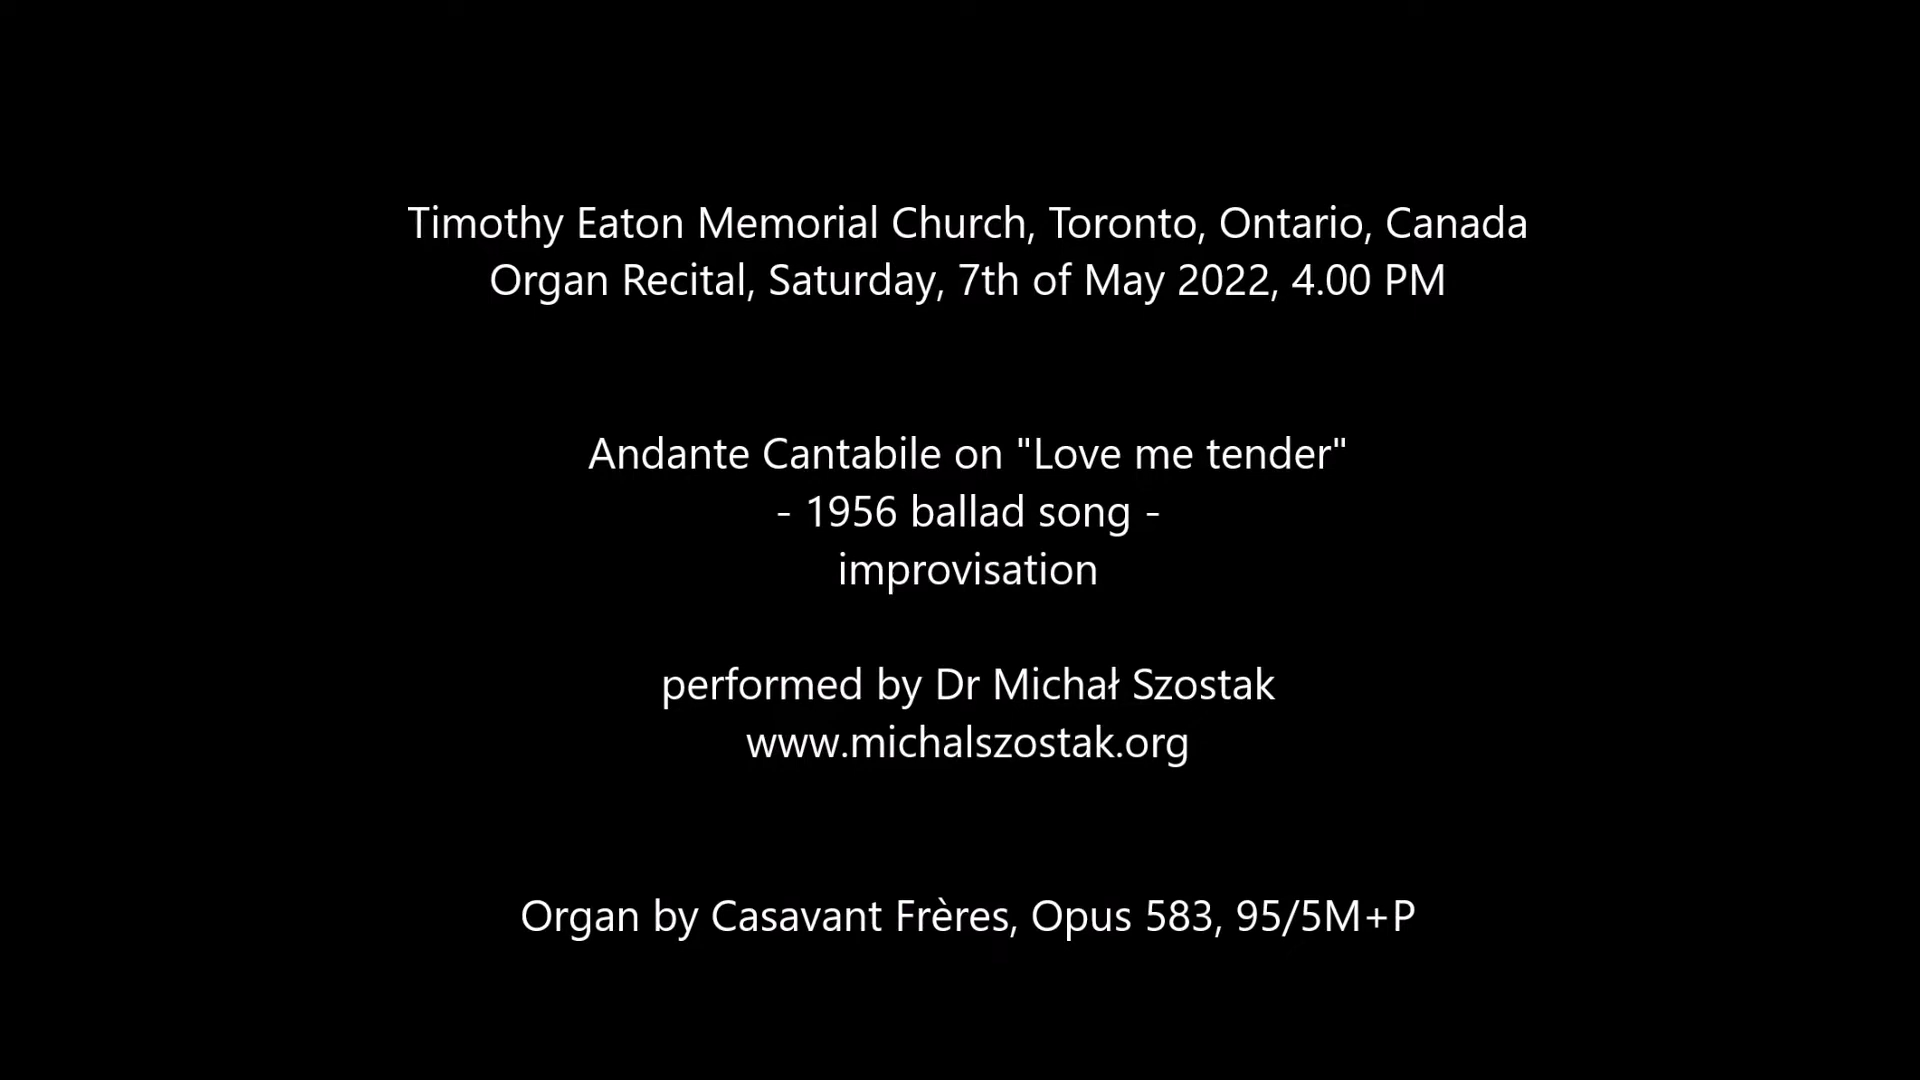 Timothy Eaton Memorial Church, Toronto, Ontario, Canada
Organ Recital, Saturday, 7th of May 2022, 4.00 PM
Andante Cantabile on "Love me tender"
- 1956 ballad song -
improvisation
performed by Dr Michał Szostak
www.michalszostak.org
Organ by Casavant Frères, Opus 583, 95/5M+P